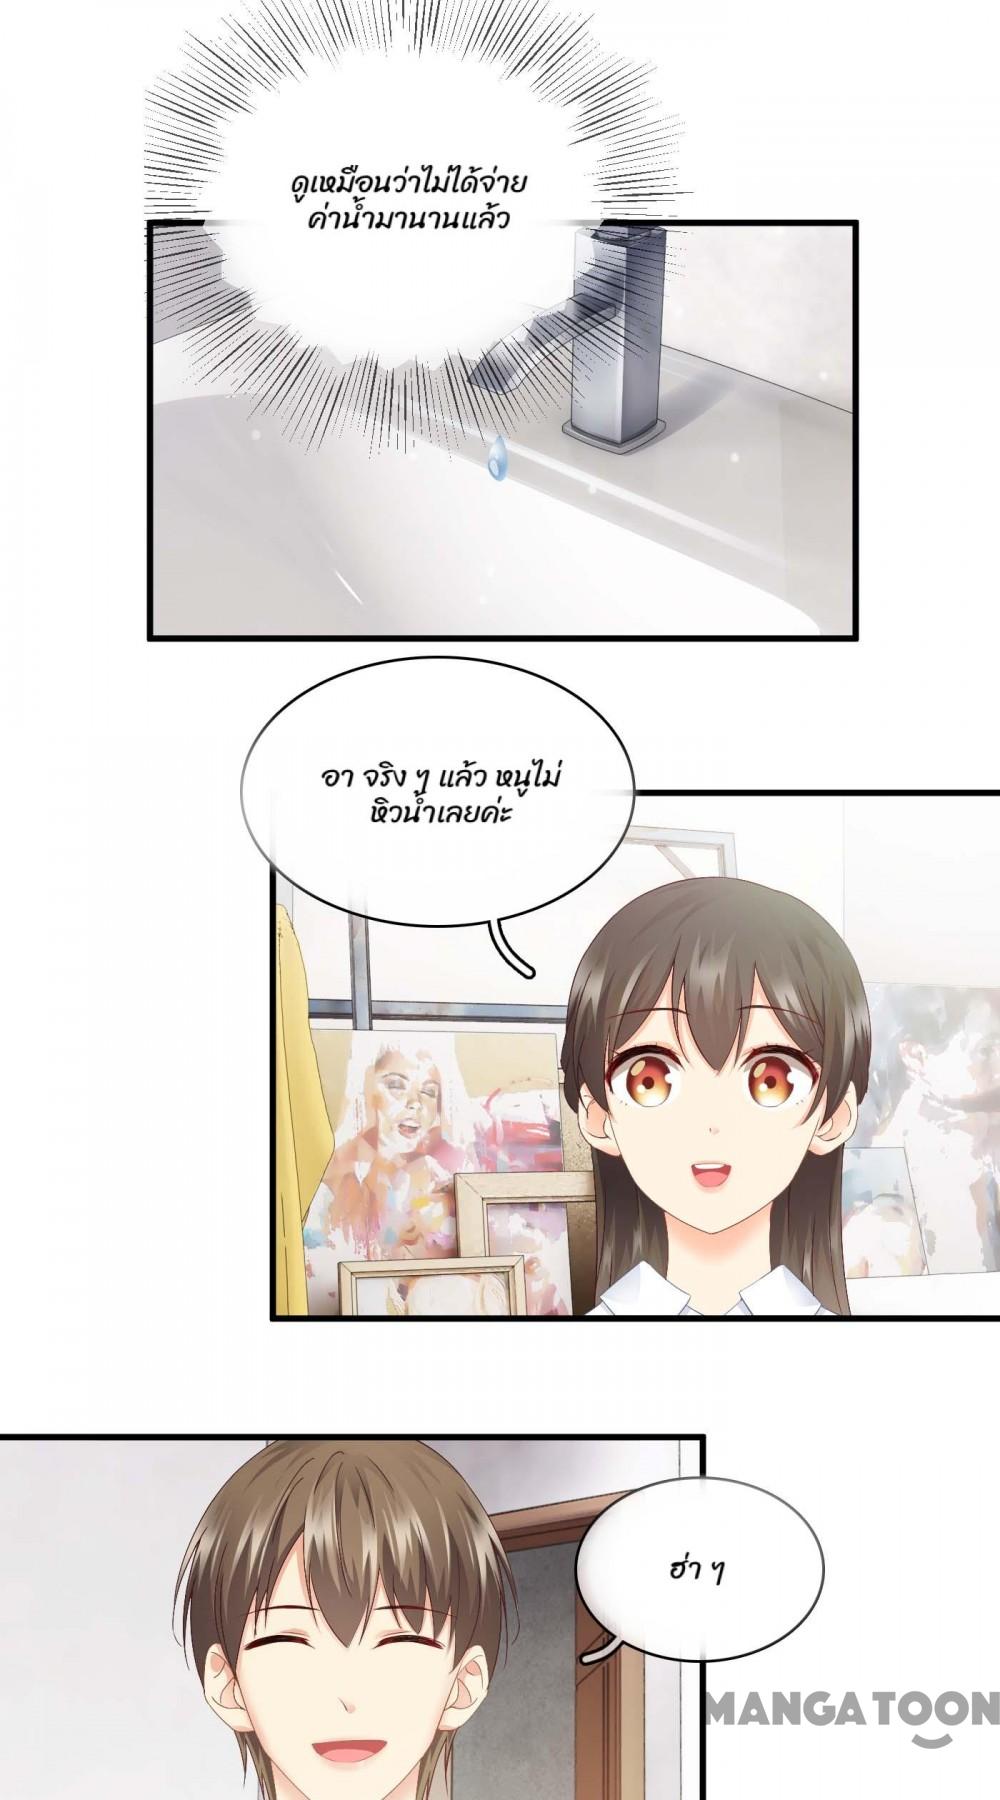 ดูเหมือนว่าไม่ได้จ่าย
ค่าน้ำมานานแล้ว
อา จริง ๆ แล้ว หนูไม่
หิวน้ำเลยค่ะ
ฮ่า ๆ
MANGATOON